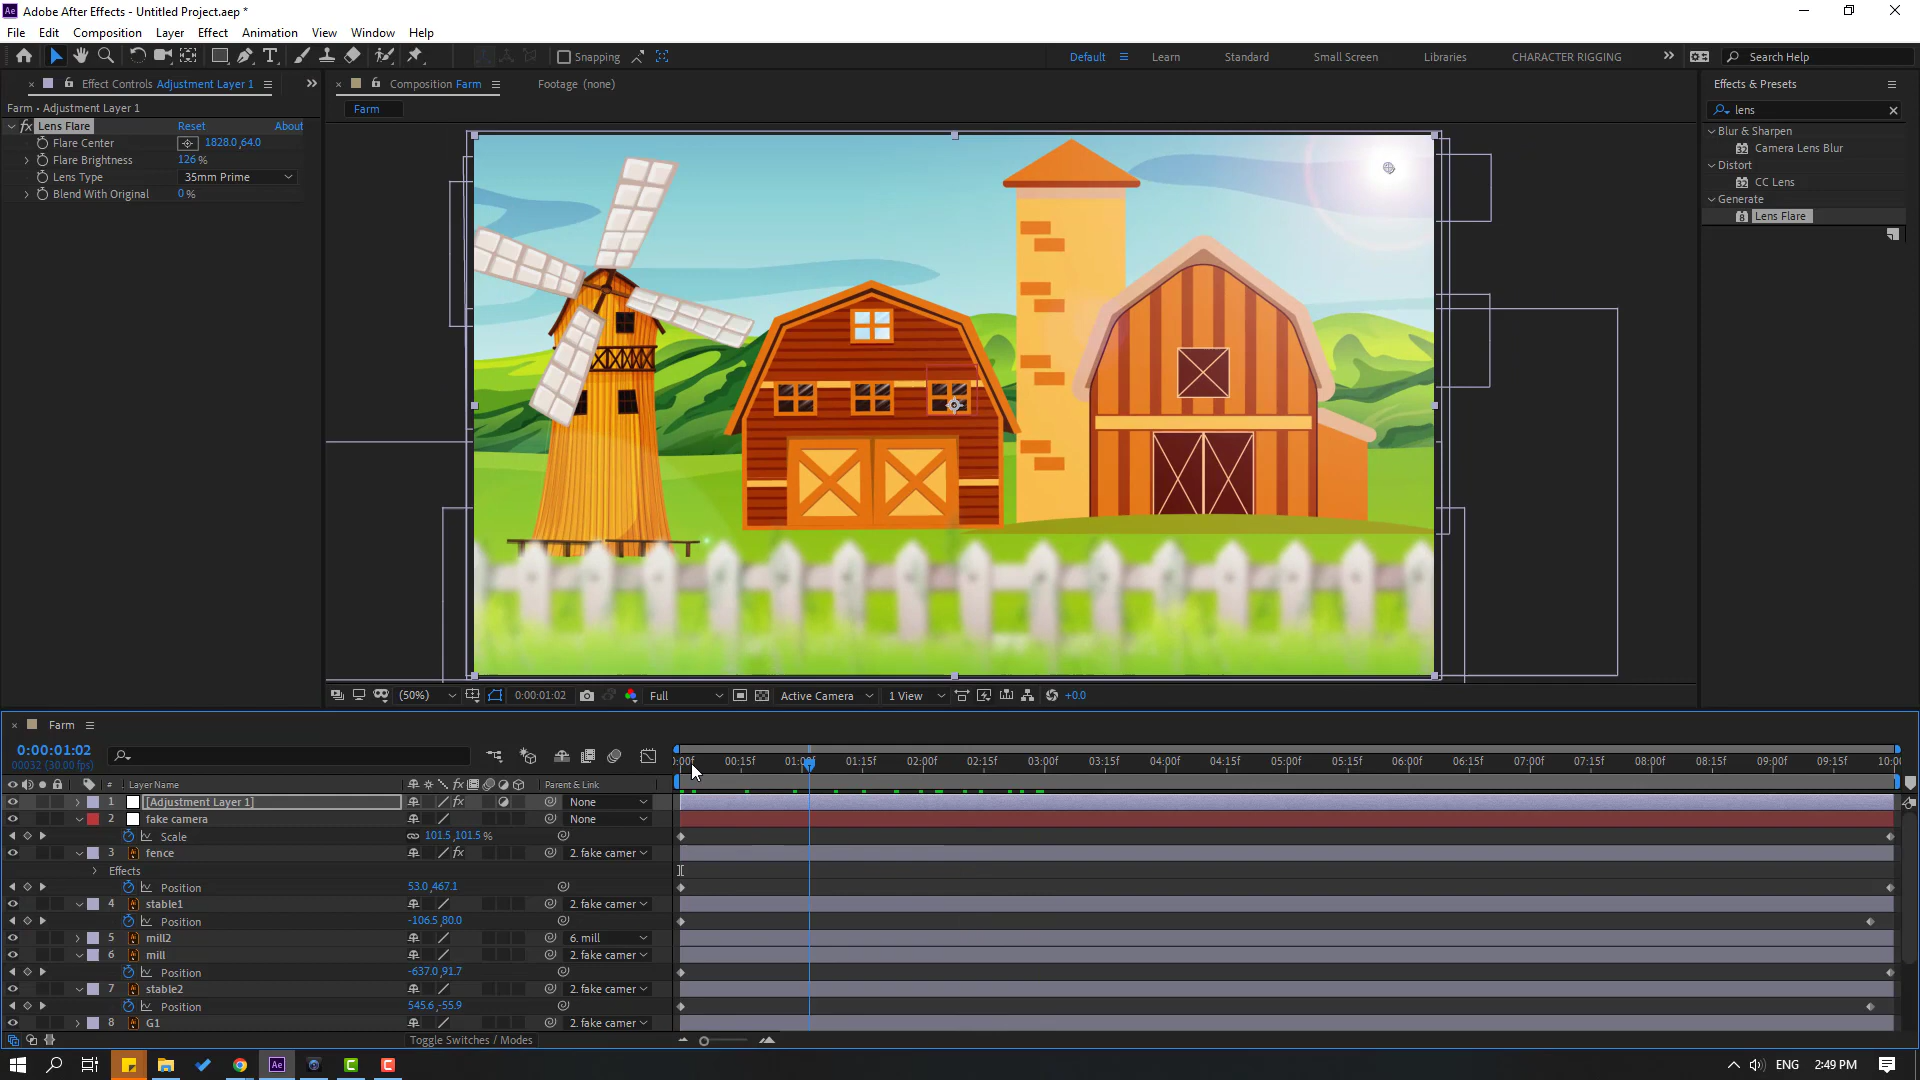 Ae Adobe After Effects - Untitled Project.aep *
File Edit Composition Layer Effect Animation View Window Help
Snapping Default Learn Standard Small Screen Libraries CHARACTER RIGGING Search Help
Effect Controls Adjustment Layer 1
Composition Farm
Footage (none)
Effects & Presets
Farm • Adjustment Layer 1
Farm
lens
fx Lens Flare Reset About
Flare Center 1828.0,64.0
Flare Brightness 126 %
Lens Type 35mm Prime
Blend With Original 0 %
Blur & Sharpen
32 Camera Lens Blur
Distort
32 CC Lens
Generate
8 Lens Flare
(50%) 0:00:01:02 Full Active Camera 1 View +0.0
Farm
0:00:01:02
00032 (30.00 fps)
:00f 00:15f 01:00f 01:15f 02:00f 02:15f 03:00f 03:15f 04:00f 04:15f 05:00f 05:15f 06:00f 06:15f 07:00f 07:15f 08:00f 08:15f 09:00f 09:15f 10:00
# Layer Name fx Parent & Link
1 [Adjustment Layer 1] fx None
2 fake camera None
Scale 101.5,101.5 %
3 fence fx 2. fake camer
Effects
Position 53.0,467.1
4 stable1 2. fake camer
Position -106.5,80.0
5 mill2 6. mill
6 mill 2. fake camer
Position -637.0,91.7
7 stable2 2. fake camer
Position 545.6,-55.9
8 G1 2. fake camer
Toggle Switches / Modes
Ae C C ENG 2:49 PM